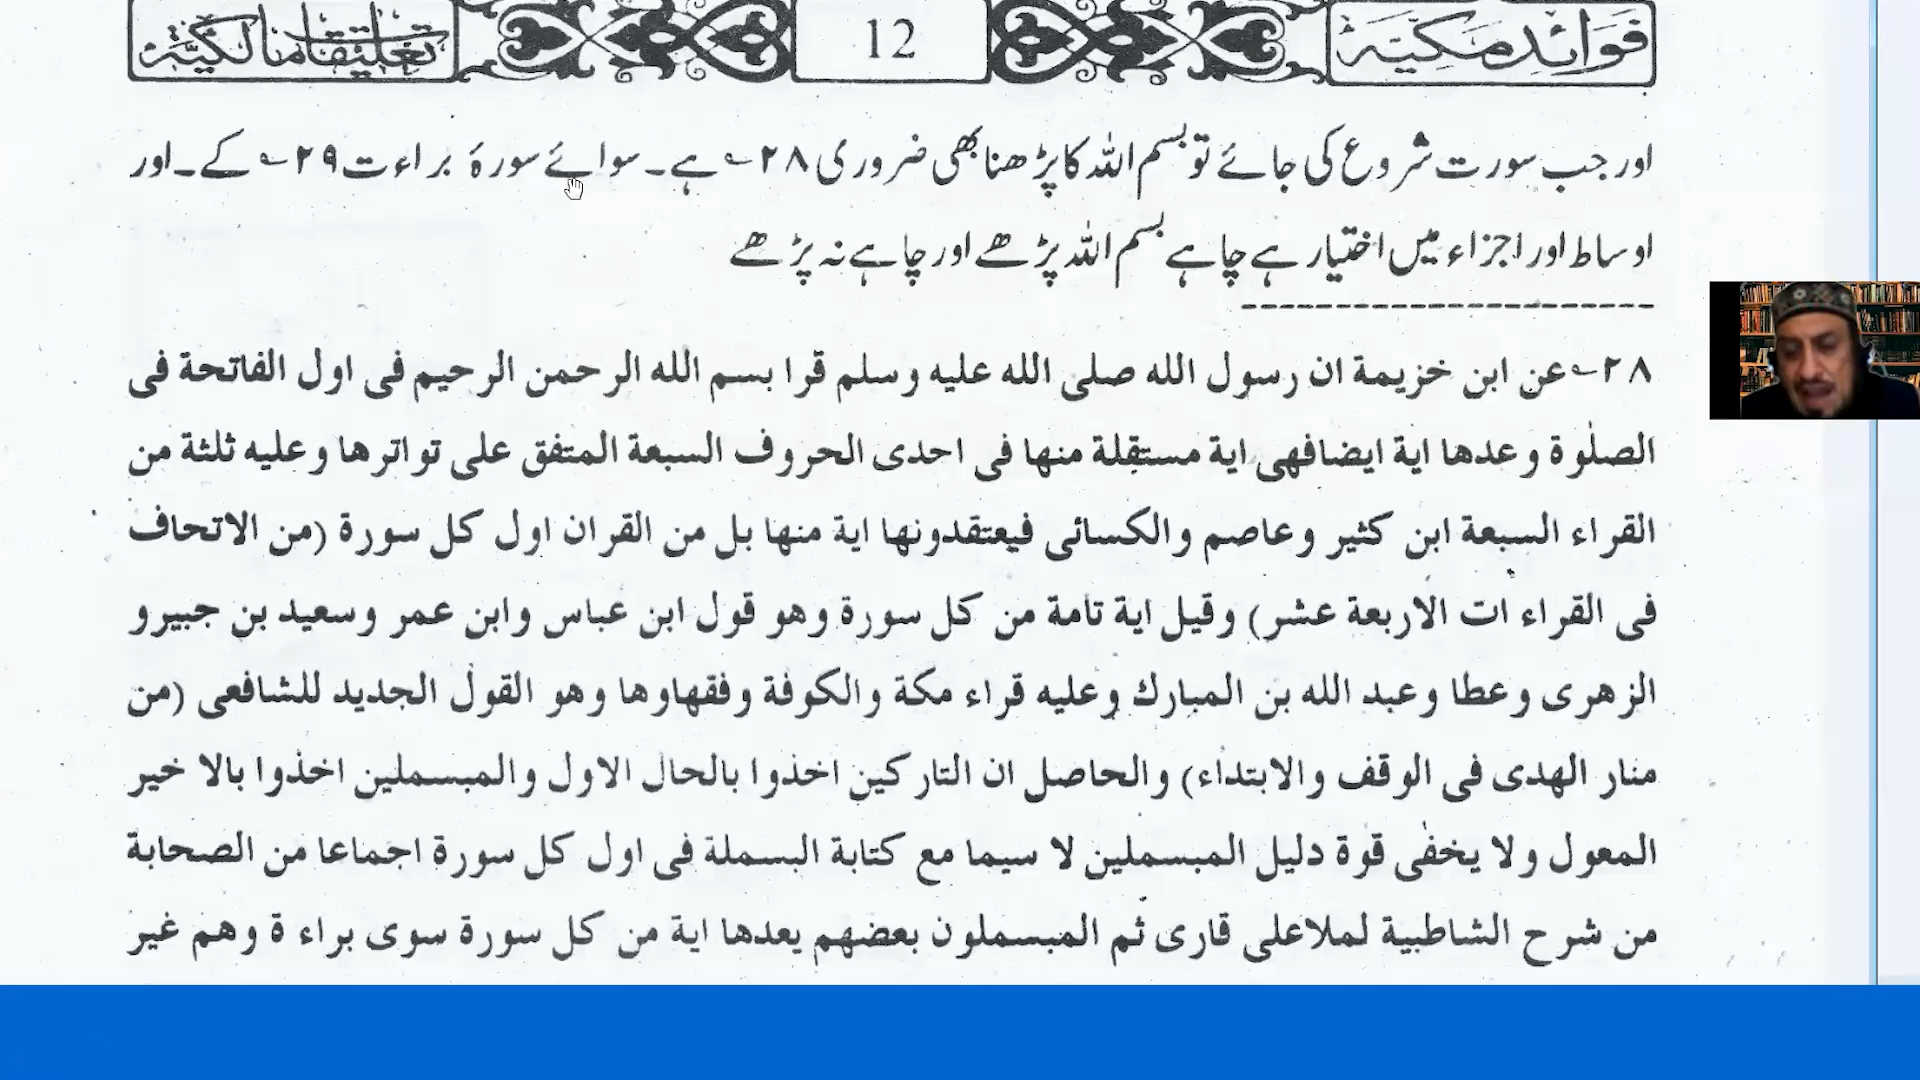 فوائد مکیہ
12
تعلیقات مالکیہ
اور جب سورت شروع کی جائے تو بسم اللہ کا پڑھنا بھی ضروری ۲۸؎ ہے۔ سوائے سورۂ براءت ۲۹؎ کے۔ اور
اوساط اور اجزاء میں اختیار ہے چاہے بسم اللہ پڑھے اور چاہے نہ پڑھے
۲۸؎ عن ابن خزيمة ان رسول الله صلى الله عليه وسلم قرا بسم الله الرحمن الرحيم فى اول الفاتحة فى
الصلٰوة وعدها اية ايضا فهى اية مستقلة منها فى احدى الحروف السبعة المتفق على تواترها وعليه ثلثة من
القراء السبعة ابن كثير وعاصم والكسائى فيعتقدونها اية منها بل من القران اول كل سورة (من الاتحاف
فى القراء ات الاربعة عشر) وقيل اية تامة من كل سورة وهو قول ابن عباس وابن عمر وسعيد بن جبيرو
الزهرى وعطا وعبد الله بن المبارك وعليه قراء مكة والكوفة وفقهاوها وهو القول الجديد للشافعى (من
منار الهدى فى الوقف والابتداء) والحاصل ان التاركين اخذوا بالحال الاول والمبسملين اخذوا بالا خير
المعول ولا يخفٰى قوة دليل المبسملين لا سيما مع كتابة البسملة فى اول كل سورة اجماعا من الصحابة
من شرح الشاطبية لملاعلى قارى ثم المبسملون بعضهم يعدها اية من كل سورة سوى براء ة وهم غير